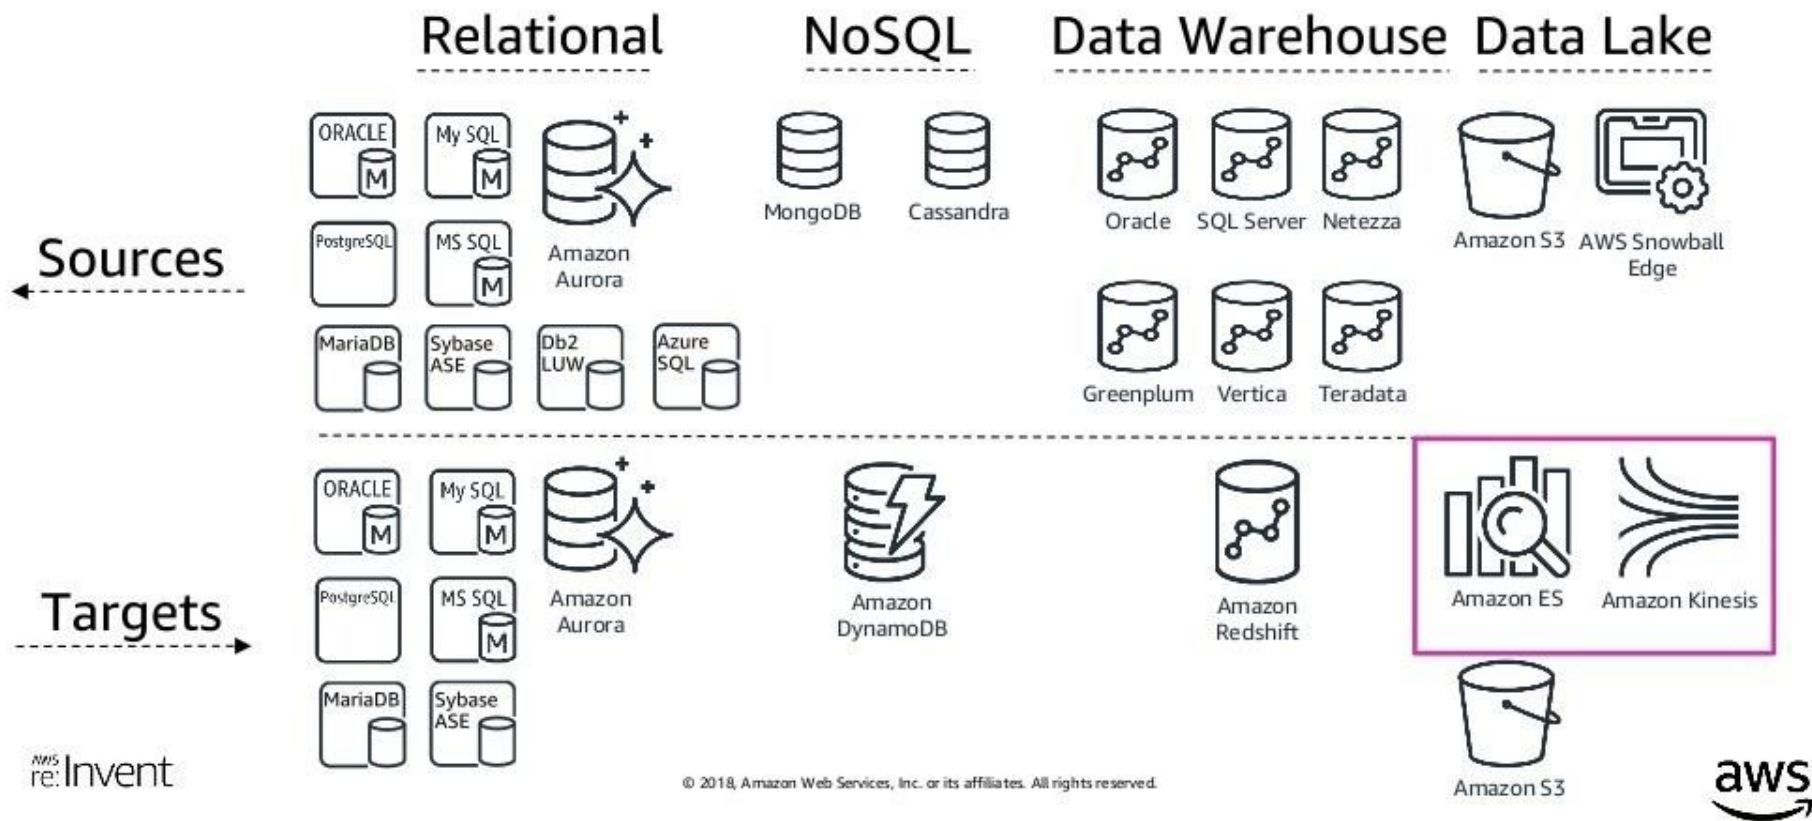 Relational NoSQL Data Warehouse Data Lake
Sources
ORACLE
M
My SQL
M
Amazon
Aurora
PostgreSQL
MS SQL
M
MariaDB
Sybase
ASE
Db2
LUW
Azure
SQL
MongoDB
Cassandra
Oracle
SQL Server
Netezza
Greenplum
Vertica
Teradata
Amazon S3
AWS Snowball
Edge
Targets
ORACLE
M
My SQL
M
Amazon
Aurora
PostgreSQL
MS SQL
M
MariaDB
Sybase
ASE
Amazon
DynamoDB
Amazon
Redshift
Amazon ES
Amazon Kinesis
Amazon S3
AWS
re:Invent
© 2018, Amazon Web Services, Inc. or its affiliates. All rights reserved.
aws